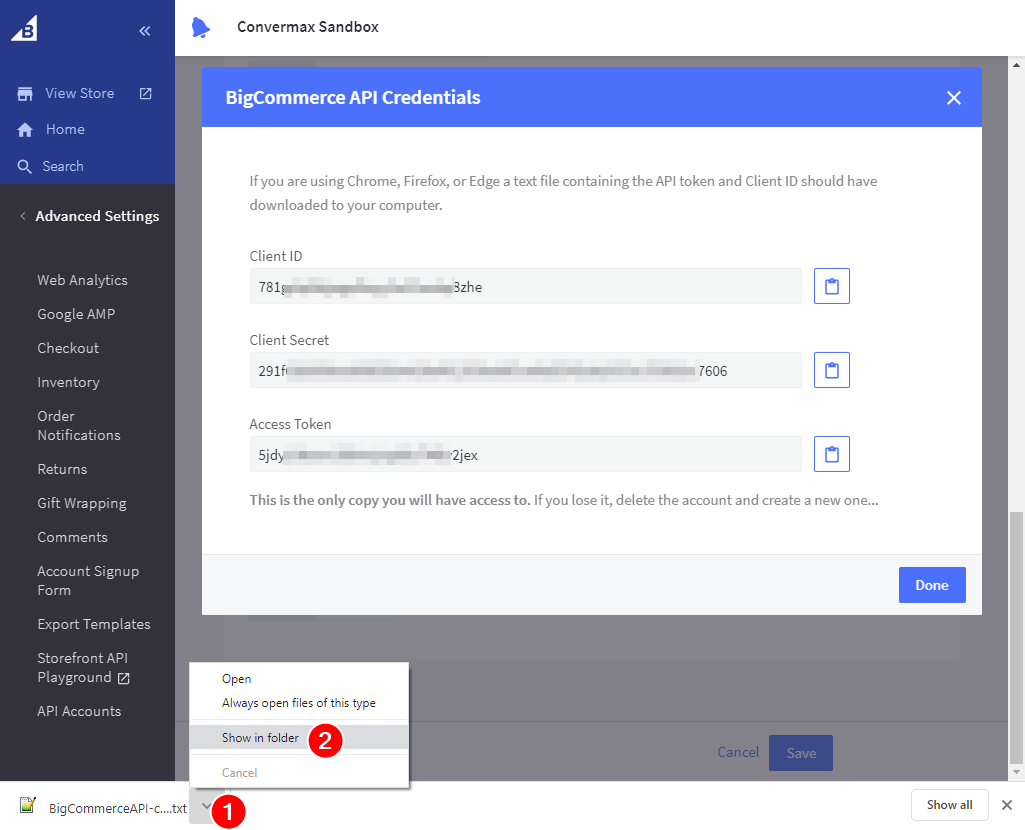 Convermax Sandbox
View Store
Home
Search
Advanced Settings
Web Analytics
Google AMP
Checkout
Inventory
Order
Notifications
Returns
Gift Wrapping
Comments
Account Signup
Form
Export Templates
Storefront API
Playground
API Accounts
BigCommerce API Credentials
If you are using Chrome, Firefox, or Edge a text file containing the API token and Client ID should have
downloaded to your computer.
Client ID
781g 8zhe
Client Secret
291f 7606
Access Token
5jdy 2jex
This is the only copy you will have access to. If you lose it, delete the account and create a new one...
Done
Open
Always open files of this type
Show in folder
2
Cancel
Cancel
Save
BigCommerceAPI-c....txt
1
Show all